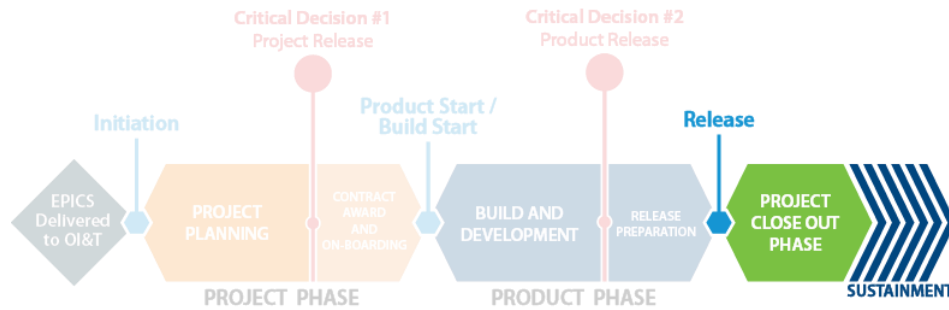 Critical Decision #1
Project Release
Critical Decision #2
Product Release
Initiation
Product Start /
Build Start
Release
EPICS
Delivered
to OI&T
PROJECT
PLANNING
CONTRACT
AWARD
AND
ON-BOARDING
BUILD AND
DEVELOPMENT
RELEASE
PREPARATION
PROJECT
CLOSE OUT
PHASE
SUSTAINMENT
PROJECT PHASE
PRODUCT PHASE